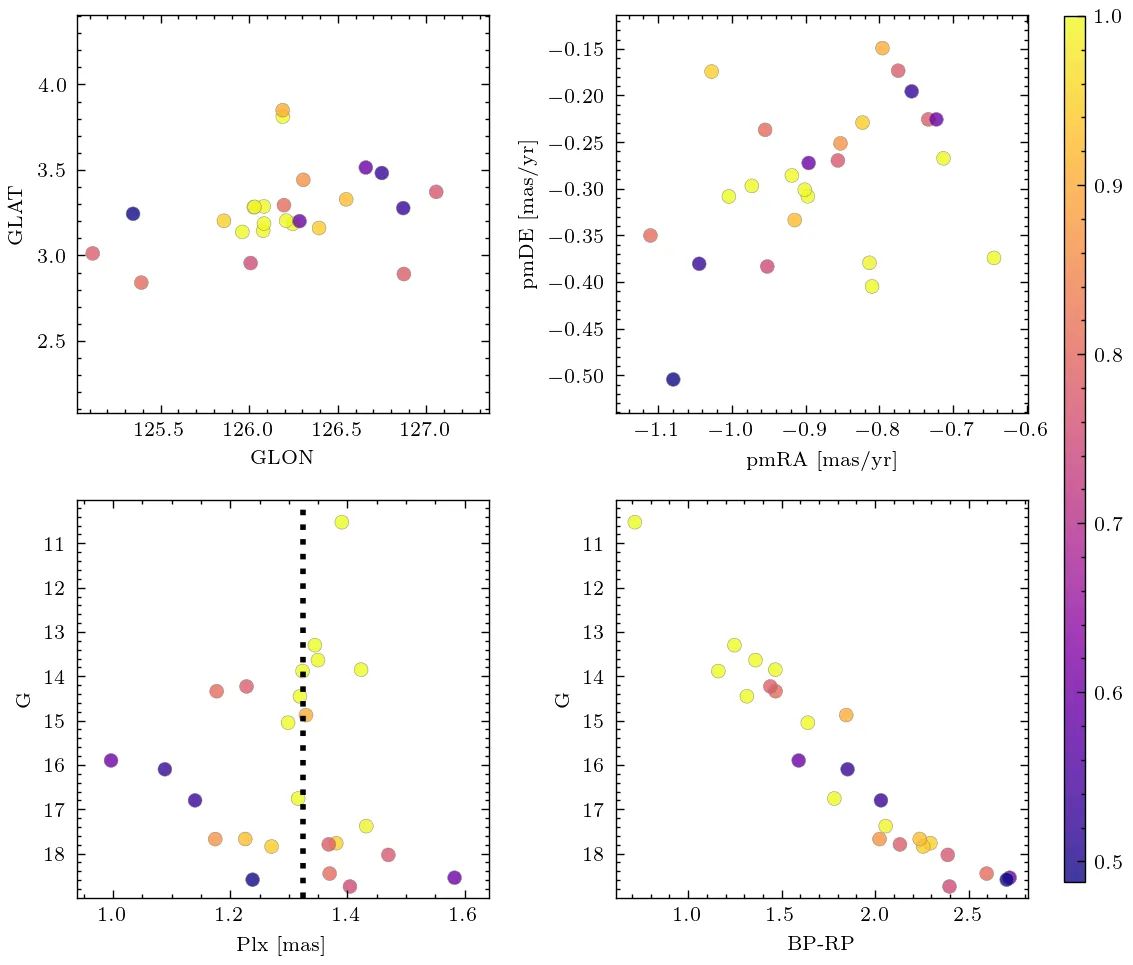 4.0
3.5
3.0
2.5
GLAT
125.5 126.0 126.5 127.0
GLON
−0.15
−0.20
−0.25
−0.30
−0.35
−0.40
−0.45
−0.50
pmDE [mas/yr]
−1.1 −1.0 −0.9 −0.8 −0.7 −0.6
pmRA [mas/yr]
1.0
0.9
0.8
0.7
0.6
0.5
11
12
13
14
15
16
17
18
G
1.0 1.2 1.4 1.6
Plx [mas]
11
12
13
14
15
16
17
18
G
1.0 1.5 2.0 2.5
BP-RP